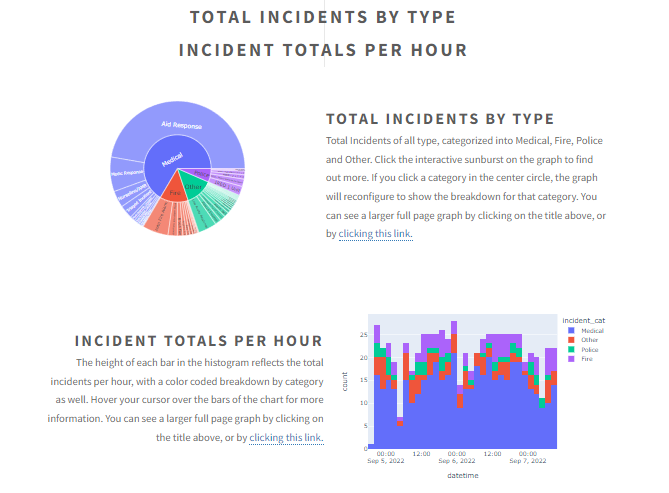 TOTAL INCIDENTS BY TYPE
INCIDENT TOTALS PER HOUR
Aid Response
Medical
Fire
Other
TOTAL INCIDENTS BY TYPE
Total Incidents of all type, categorized into Medical, Fire, Police
and Other. Click the interactive sunburst on the graph to find
out more. If you click a category in the center circle, the graph
will reconfigure to show the breakdown for that category. You
can see a larger full page graph by clicking on the title above, or
by clicking this link.
INCIDENT TOTALS PER HOUR
The height of each bar in the histogram reflects the total
incidents per hour, with a color coded breakdown by category
as well. Hover your cursor over the bars of the chart for more
information. You can see a larger full page graph by clicking on
the title above, or by clicking this link.
incident_cat
Medical
Other
Police
Fire
25
20
15
10
5
0
count
00:00 12:00 00:00 12:00 00:00
Sep 5, 2022 Sep 6, 2022 Sep 7, 2022
datetime